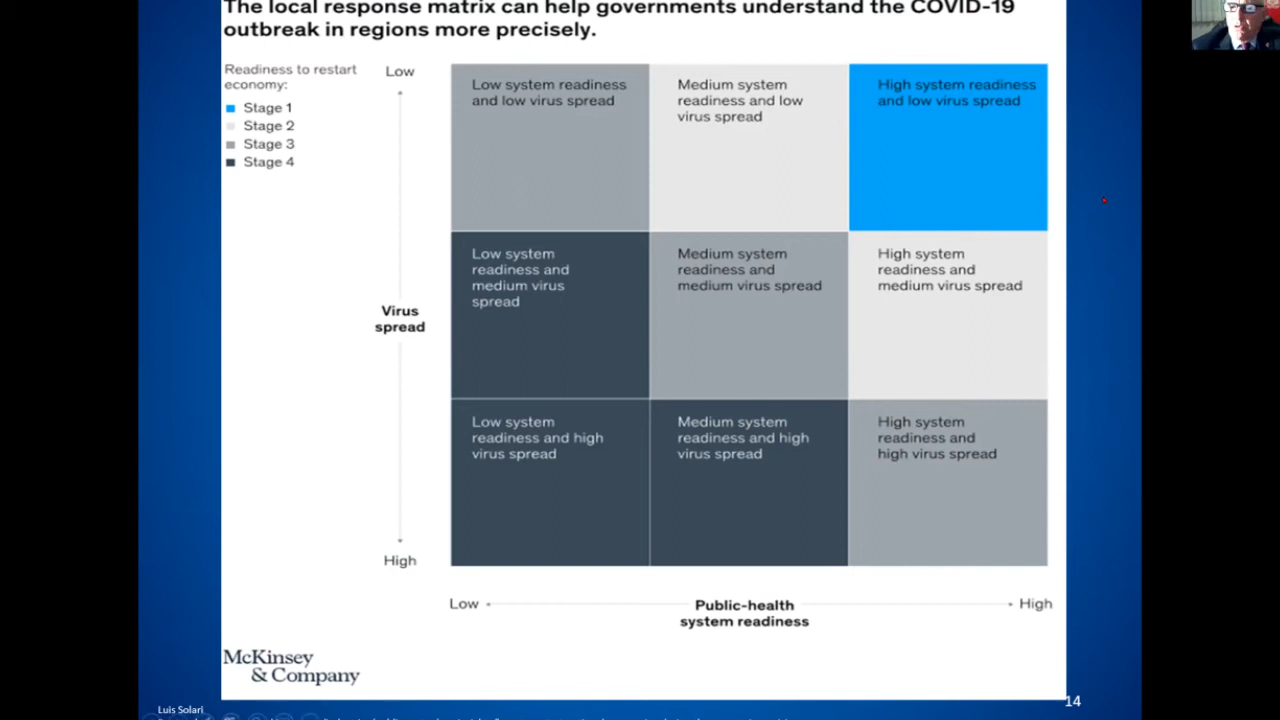 The local response matrix can help governments understand the COVID-19
outbreak in regions more precisely.
Readiness to restart
economy:
Stage 1
Stage 2
Stage 3
Stage 4
Low
Virus
spread
High
Low system readiness
and low virus spread
Medium system
readiness and low
virus spread
High system readiness
and low virus spread
Low system
readiness and
medium virus
spread
Medium system
readiness and
medium virus spread
High system
readiness and
medium virus spread
Low system
readiness and high
virus spread
Medium system
readiness and high
virus spread
High system
readiness and
high virus spread
Low
Public-health
system readiness
High
McKinsey
& Company
Luis Solari
14